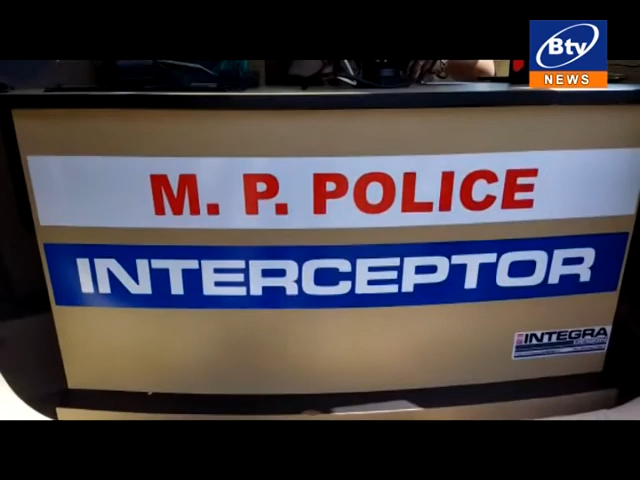 Btv
NEWS
M. P. POLICE
INTERCEPTOR
INTEGRA